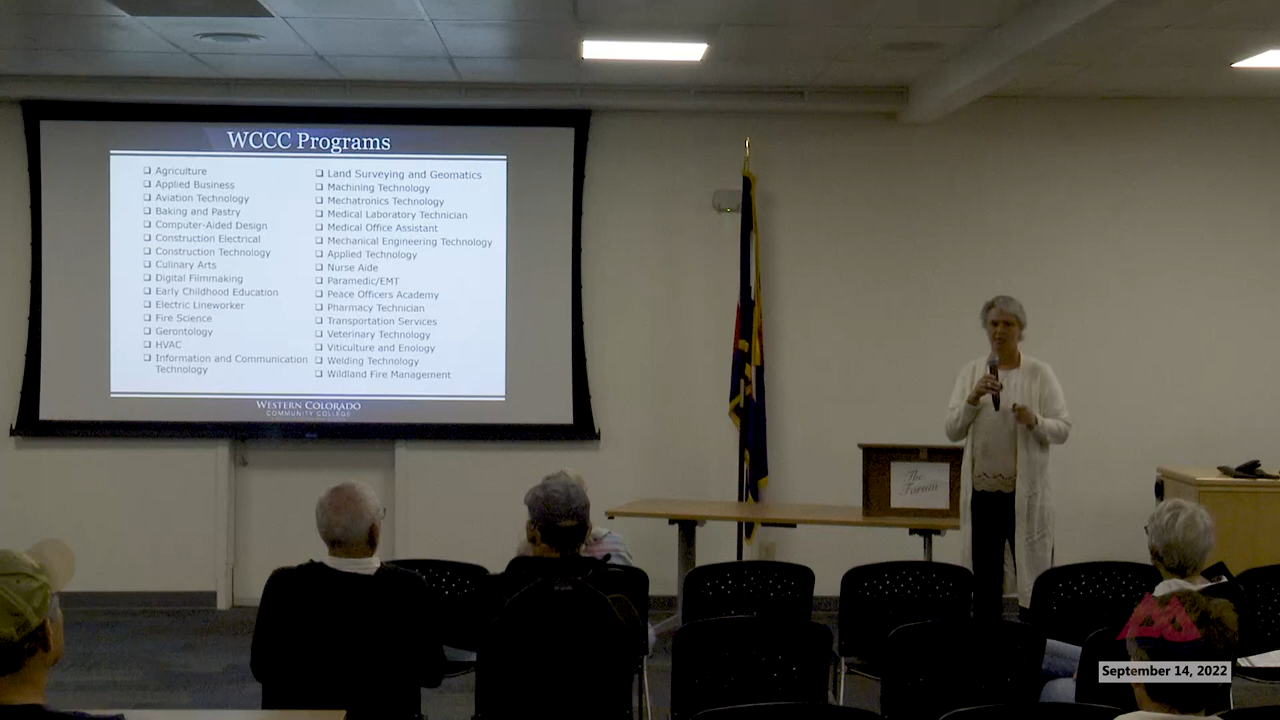 WCCC Programs
❑ Agriculture
❑ Applied Business
❑ Aviation Technology
❑ Baking and Pastry
❑ Computer-Aided Design
❑ Construction Electrical
❑ Construction Technology
❑ Culinary Arts
❑ Digital Filmmaking
❑ Early Childhood Education
❑ Electric Lineworker
❑ Fire Science
❑ Gerontology
❑ HVAC
❑ Information and Communication
Technology
❑ Land Surveying and Geomatics
❑ Machining Technology
❑ Mechatronics Technology
❑ Medical Laboratory Technician
❑ Medical Office Assistant
❑ Mechanical Engineering Technology
❑ Applied Technology
❑ Nurse Aide
❑ Paramedic/EMT
❑ Peace Officers Academy
❑ Pharmacy Technician
❑ Transportation Services
❑ Veterinary Technology
❑ Viticulture and Enology
❑ Welding Technology
❑ Wildland Fire Management
WESTERN COLORADO
COMMUNITY COLLEGE
The
Forum
September 14, 2022